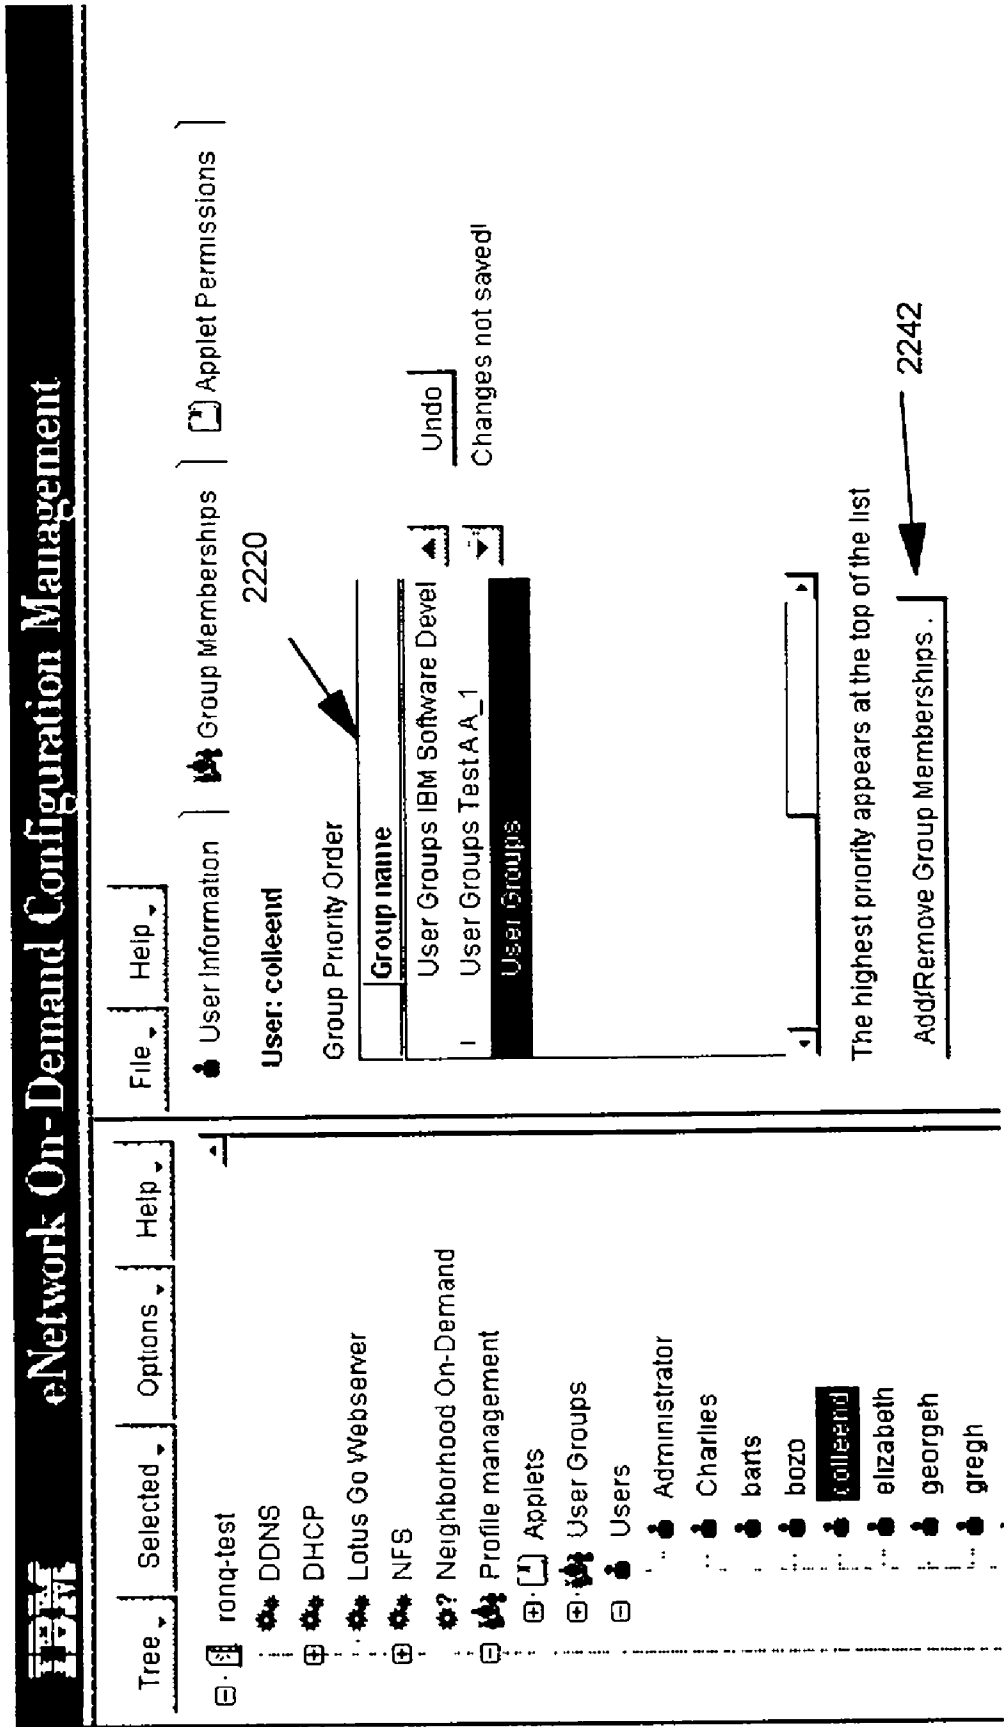 IBM
eNetwork On-Demand Configuration Management
Tree
Selected
Options
Help
ronq-test
DDNS
DHCP
Lotus Go Webserver
NFS
? Neighborhood On-Demand
Profile management
Applets
User Groups
Users
Administrator
Charlies
barts
bozo
colleend
elizabeth
georgeh
gregh
File
Help
User Information
Group Memberships
Applet Permissions
User: colleend
2220
Group Priority Order
Group name
User Groups IBM Software Devel
User Groups Test A A_1
User Groups
Undo
Changes not saved!
The highest priority appears at the top of the list
Add/Remove Group Memberships .
2242